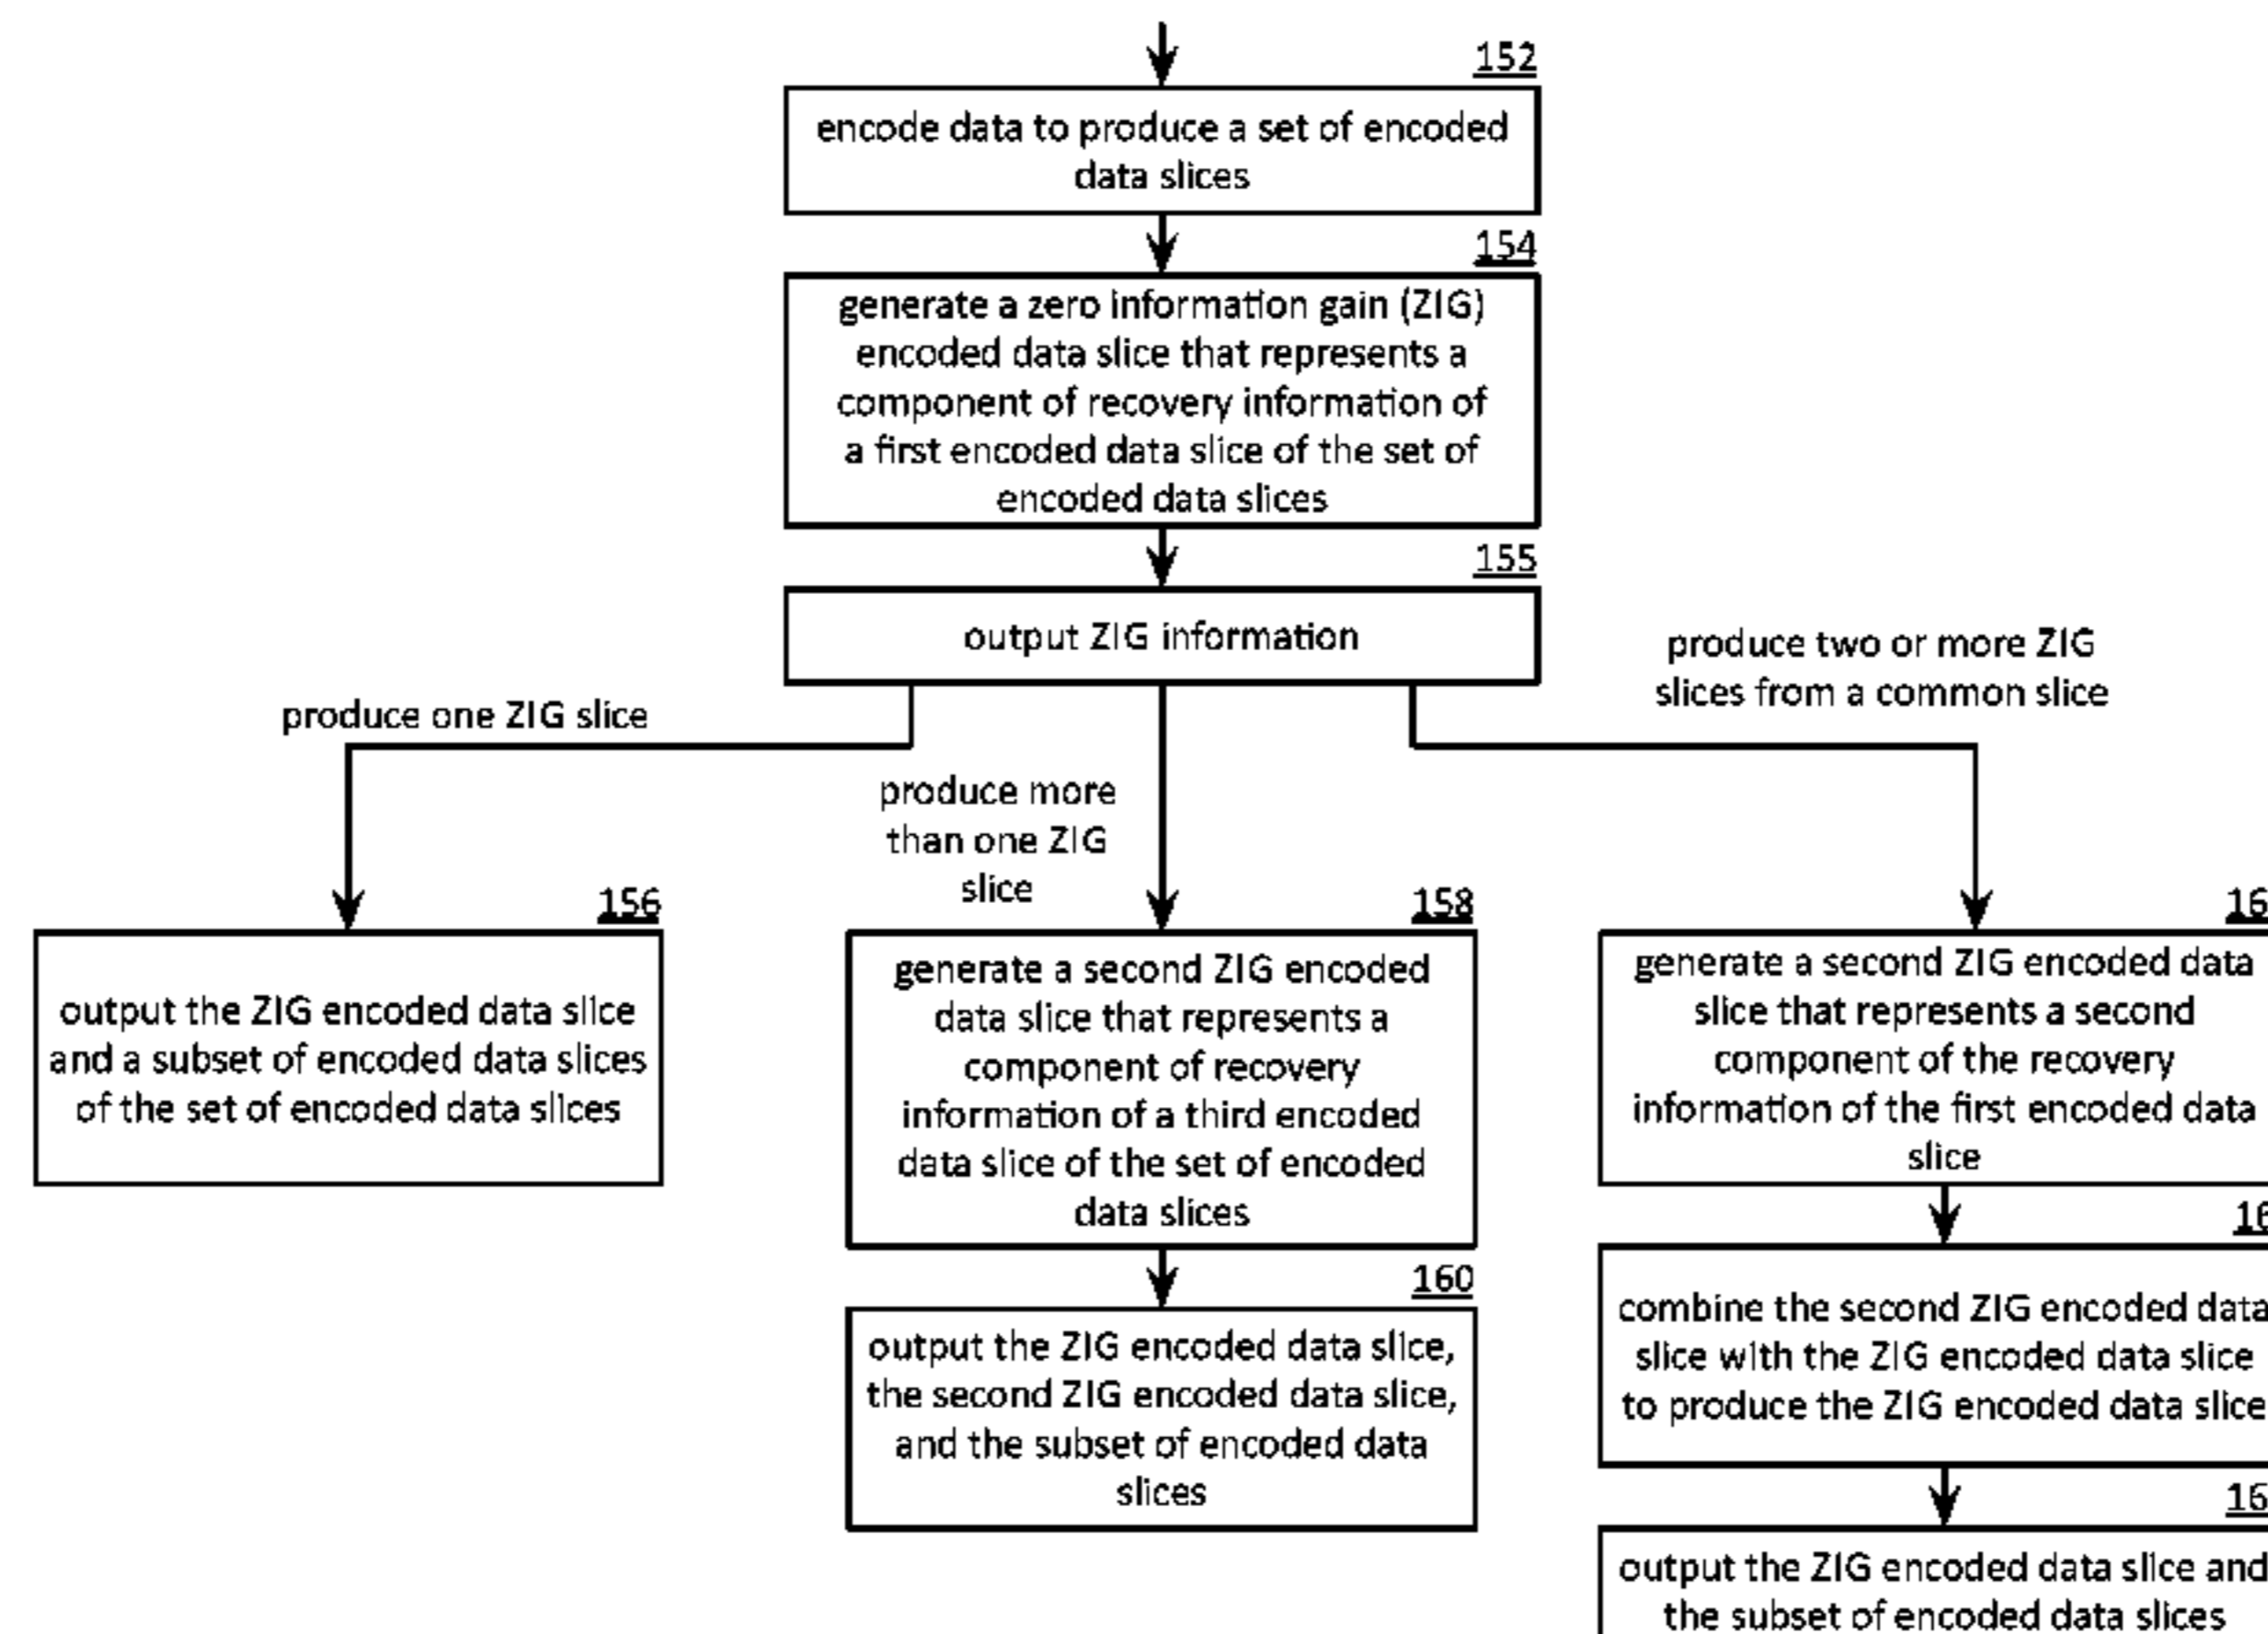 152
encode data to produce a set of encoded
data slices
154
generate a zero information gain (ZIG)
encoded data slice that represents a
component of recovery information of
a first encoded data slice of the set of
encoded data slices
155
output ZIG information
produce one ZIG slice
produce more
than one ZIG
slice
produce two or more ZIG
slices from a common slice
156
output the ZIG encoded data slice
and a subset of encoded data slices
of the set of encoded data slices
158
generate a second ZIG encoded
data slice that represents a
component of recovery
information of a third encoded
data slice of the set of encoded
data slices
160
output the ZIG encoded data slice,
the second ZIG encoded data slice,
and the subset of encoded data
slices
generate a second ZIG encoded data
slice that represents a second
component of the recovery
information of the first encoded data
slice
combine the second ZIG encoded data
slice with the ZIG encoded data slice
to produce the ZIG encoded data slice
output the ZIG encoded data slice and
the subset of encoded data slices